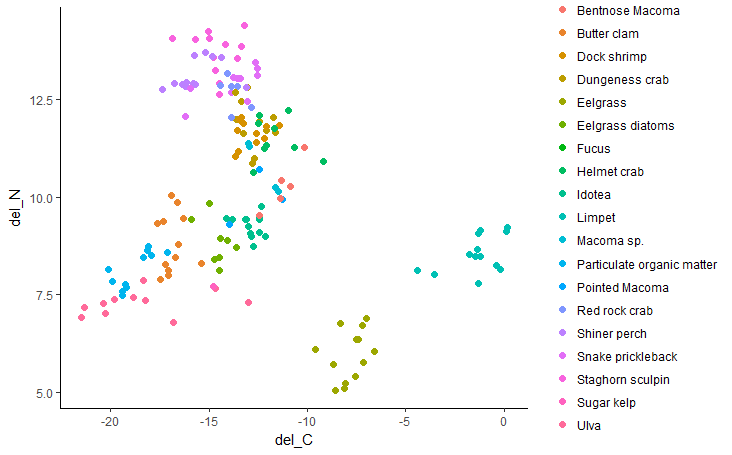 12.5
10.0
7.5
5.0
del_N
-20
-15
-10
-5
0
del_C
Bentnose Macoma
Butter clam
Dock shrimp
Dungeness crab
Eelgrass
Eelgrass diatoms
Fucus
Helmet crab
Idotea
Limpet
Macoma sp.
Particulate organic matter
Pointed Macoma
Red rock crab
Shiner perch
Snake prickleback
Staghorn sculpin
Sugar kelp
Ulva